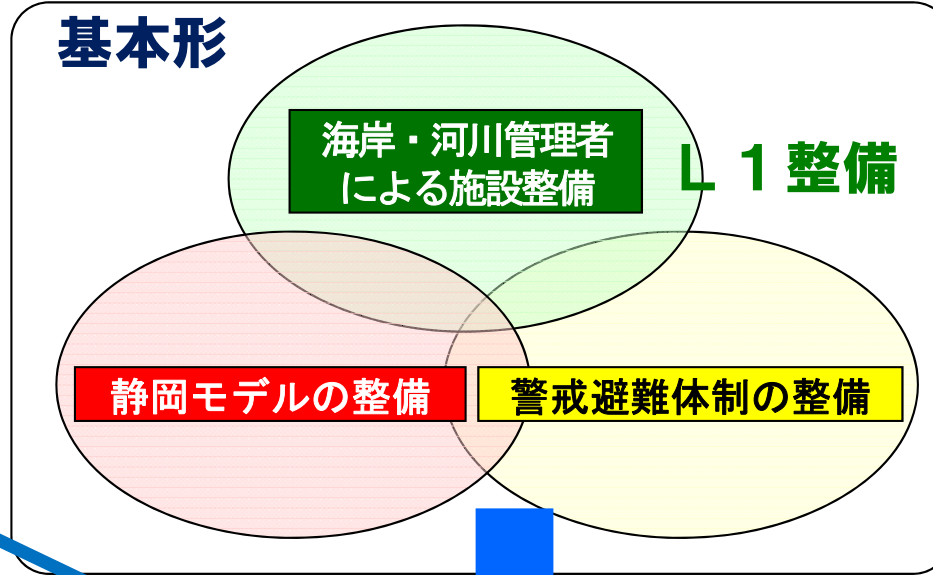 基本形
海岸・河川管理者
による施設整備
L１整備
静岡モデルの整備
警戒避難体制の整備